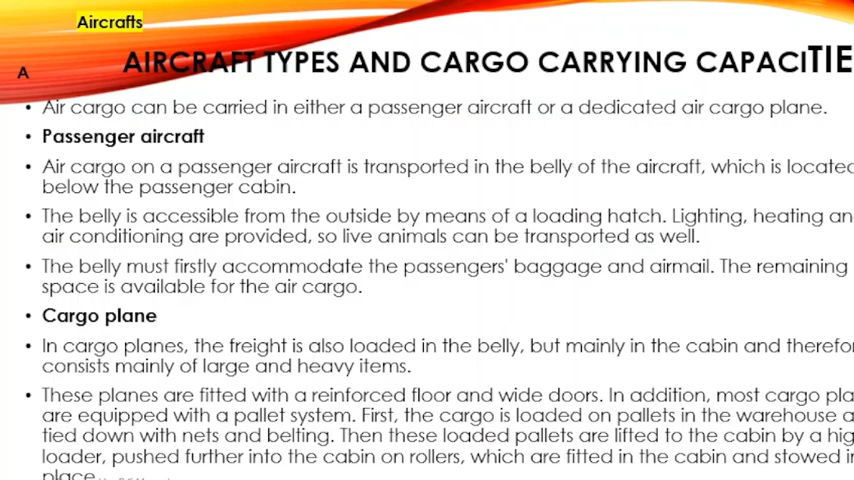 Aircrafts
A
AIRCRAFT TYPES AND CARGO CARRYING CAPACITIE
• Air cargo can be carried in either a passenger aircraft or a dedicated air cargo plane.
• Passenger aircraft
• Air cargo on a passenger aircraft is transported in the belly of the aircraft, which is located
below the passenger cabin.
• The belly is accessible from the outside by means of a loading hatch. Lighting, heating an
air conditioning are provided, so live animals can be transported as well.
• The belly must firstly accommodate the passengers' baggage and airmail. The remaining
space is available for the air cargo.
• Cargo plane
• In cargo planes, the freight is also loaded in the belly, but mainly in the cabin and therefor
consists mainly of large and heavy items.
• These planes are fitted with a reinforced floor and wide doors. In addition, most cargo pla
are equipped with a pallet system. First, the cargo is loaded on pallets in the warehouse a
tied down with nets and belting. Then these loaded pallets are lifted to the cabin by a hig
loader, pushed further into the cabin on rollers, which are fitted in the cabin and stowed in
place